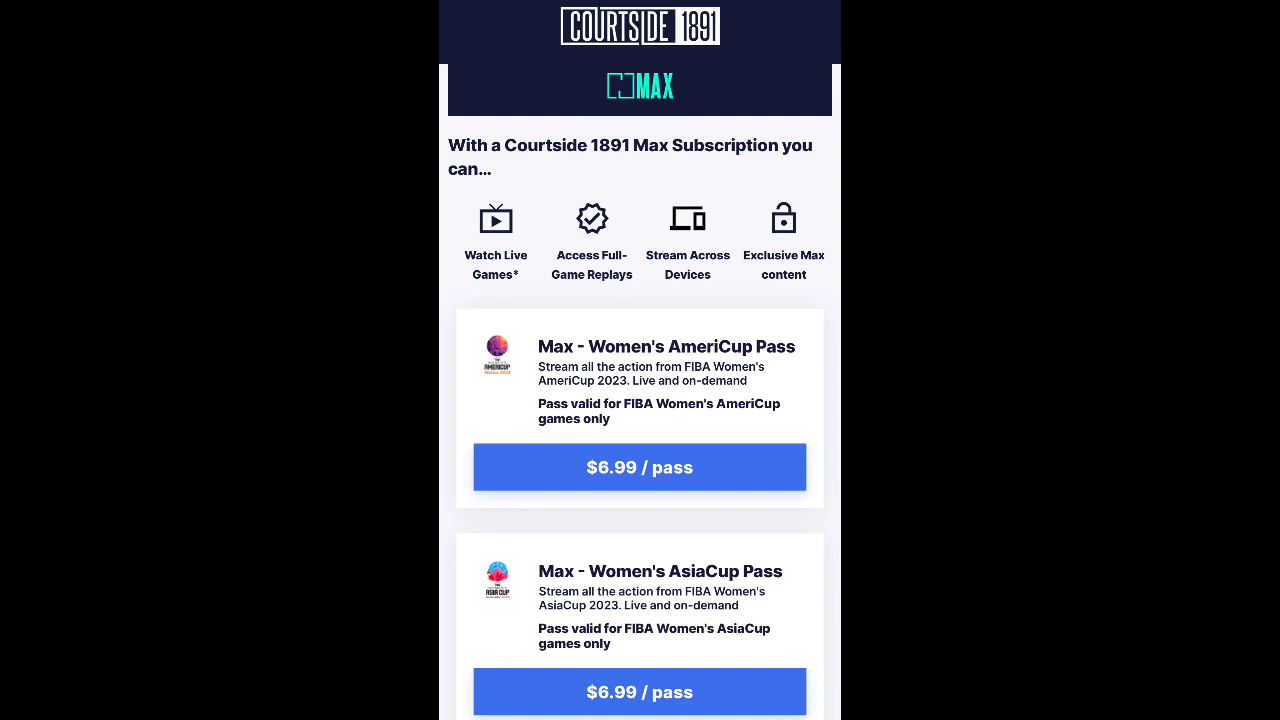 COURTSIDE 1891
MAX
With a Courtside 1891 Max Subscription you
can...
Watch Live
Games*
Access Full-
Game Replays
Stream Across
Devices
Exclusive Max
content
Max - Women's AmeriCup Pass
Stream all the action from FIBA Women's
AmeriCup 2023. Live and on-demand
Pass valid for FIBA Women's AmeriCup
games only
AMERICUP
$6.99 / pass
Max - Women's AsiaCup Pass
Stream all the action from FIBA Women's
AsiaCup 2023. Live and on-demand
Pass valid for FIBA Women's AsiaCup
games only
ASIA CUP
$6.99 / pass